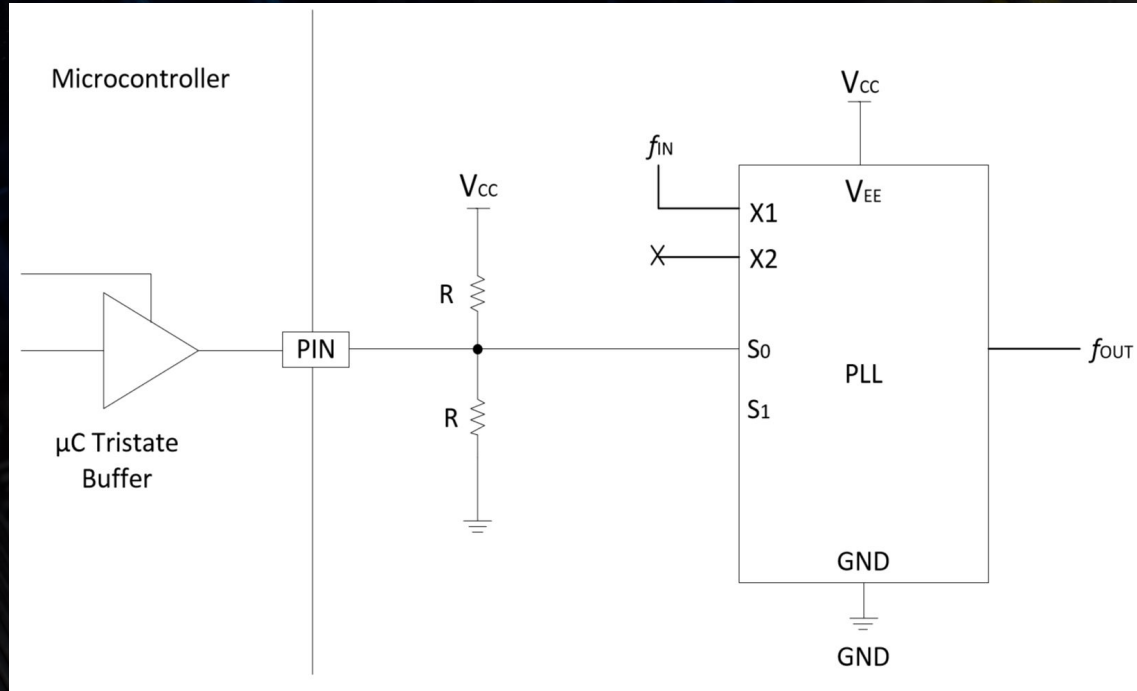 Microcontroller
VCC
fIN
VCC
VEE
X1
X2
R
PIN
S0
fOUT
PLL
R
S1
µC Tristate
Buffer
GND
GND